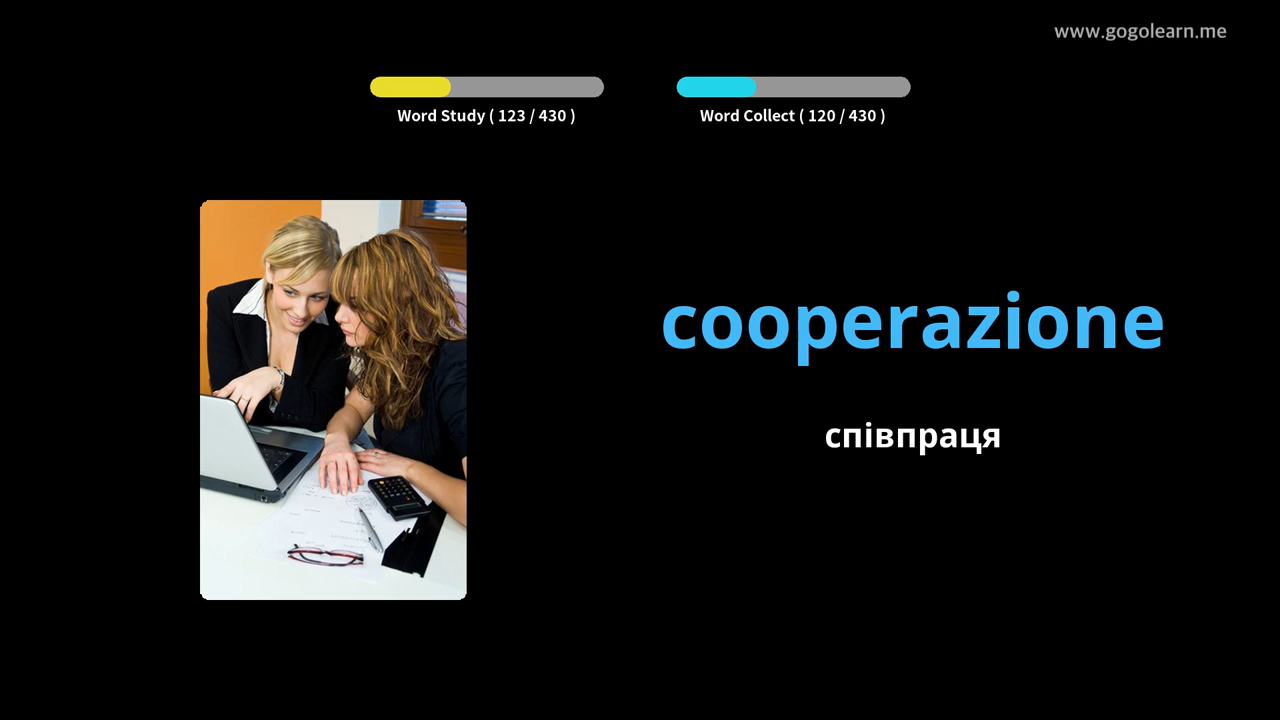 www.gogolearn.me
Word Study ( 123 / 430 )
Word Collect ( 120 / 430 )
cooperazione
співпраця